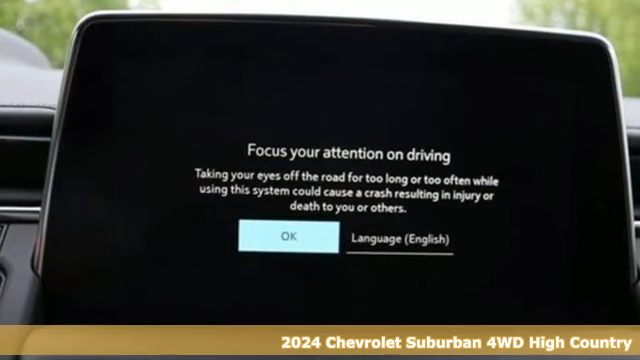 Focus your attention on driving
Taking your eyes off the road for too long or too often while
using this system could cause a crash resulting in injury or
death to you or others.
OK
Language (English)
2024 Chevrolet Suburban 4WD High Country